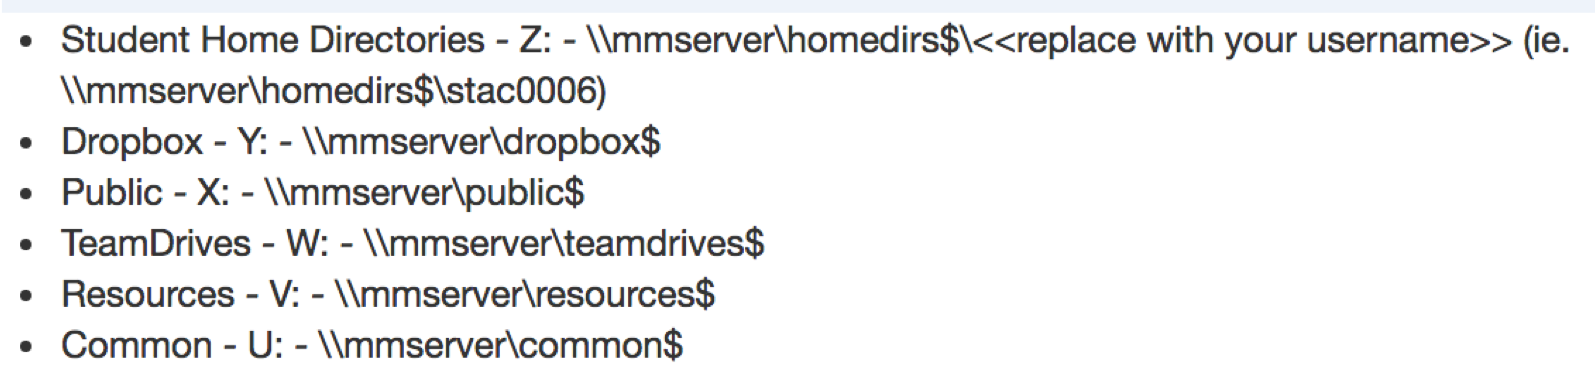 • Student Home Directories - Z: - \\mmserver\homedirs$\<<replace with your username>> (ie.
\\mmserver\homedirs$\stac0006)
• Dropbox - Y: - \\mmserver\dropbox$
• Public - X: - \\mmserver\public$
• TeamDrives - W: - \\mmserver\teamdrives$
• Resources - V: - \\mmserver\resources$
• Common - U: - \\mmserver\common$